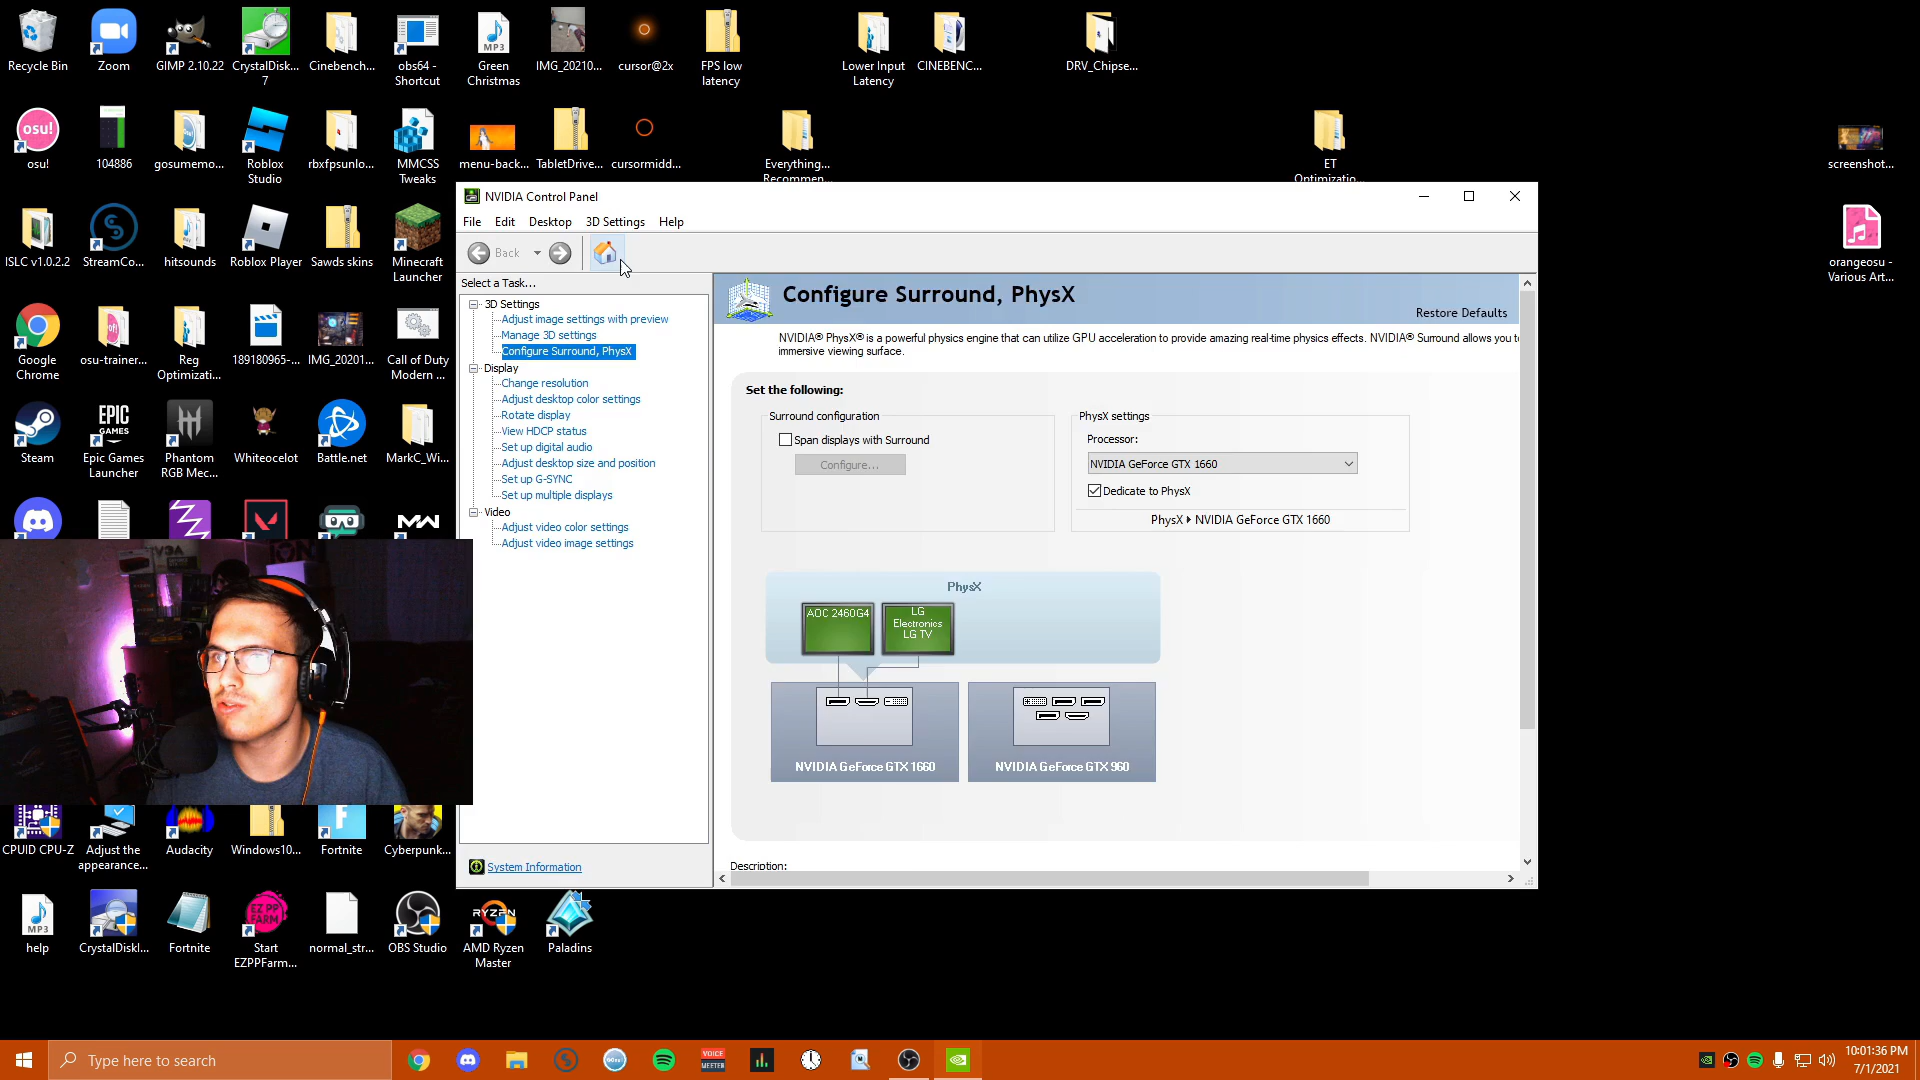 Recycle Bin
Zoom
GIMP 2.10.22
CrystalDisk...
7
Cinebench...
obs64 -
Shortcut
MP3
Green
Christmas
IMG_20210...
cursor@2x
FPS low
latency
Lower Input
Latency
CINEBENC...
DRV_Chipse...
osu!
osu!
104886
gosumemo...
Roblox
Studio
rbxfpsunlo...
MMCSS
Tweaks
menu-back...
TabletDrive...
cursormidd...
Everything...
Recommen...
ET
Optimizatio...
screenshot...
ISLC v1.0.2.2
StreamCo...
hitsounds
Roblox Player
Sawds skins
Minecraft
Launcher
orangeosu -
Various Art...
Google
Chrome
osu-trainer...
Reg
Optimizati...
189180965-...
IMG_20201...
Call of Duty
Modern ...
Steam
EPIC
GAMES
Epic Games
Launcher
Phantom
RGB Mec...
Whiteocelot
Battle.net
MarkC_Wi...
NVIDIA Control Panel
File
Edit
Desktop
3D Settings
Help
Back
Select a Task...
3D Settings
Adjust image settings with preview
Manage 3D settings
Configure Surround, PhysX
Display
Change resolution
Adjust desktop color settings
Rotate display
View HDCP status
Set up digital audio
Adjust desktop size and position
Set up G-SYNC
Set up multiple displays
Video
Adjust video color settings
Adjust video image settings
System Information
Configure Surround, PhysX
Restore Defaults
NVIDIA® PhysX® is a powerful physics engine that can utilize GPU acceleration to provide amazing real-time physics effects. NVIDIA® Surround allows you
immersive viewing surface.
Set the following:
Surround configuration
Span displays with Surround
Configure...
PhysX settings
Processor:
NVIDIA GeForce GTX 1660
Dedicate to PhysX
PhysX NVIDIA GeForce GTX 1660
PhysX
AOC 2460G4
LG
Electronics
LG TV
NVIDIA GeForce GTX 1660
NVIDIA GeForce GTX 960
Description:
CPUID CPU-Z
Adjust the
appearance...
Audacity
Windows10...
Fortnite
Cyberpunk...
MP3
help
CrystalDiskI...
Fortnite
EZ PP
FARM
Start
EZPPFarm...
normal_str...
OBS Studio
RYZEN
AMD Ryzen
Master
Paladins
Type here to search
VOICE
MEETER
10:01:36 PM
7/1/2021